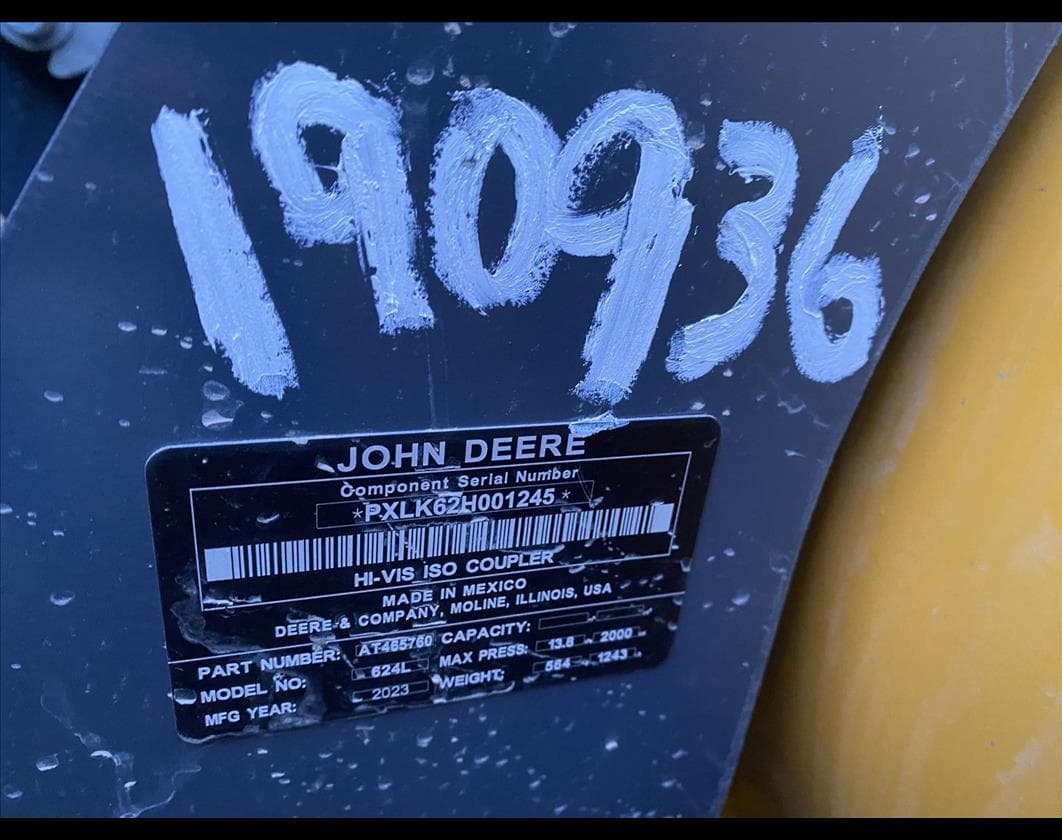 190936
JOHN DEERE
Component Serial Number
*PXLK62H001245*
HI-VIS ISO COUPLER
MADE IN MEXICO
DEERE & COMPANY, MOLINE, ILLINOIS, USA
PART NUMBER: AT465760 CAPACITY:
MODEL NO: 624L MAX PRESS: 13.8 2000
MFG YEAR: 2023 WEIGHT: 564 1243